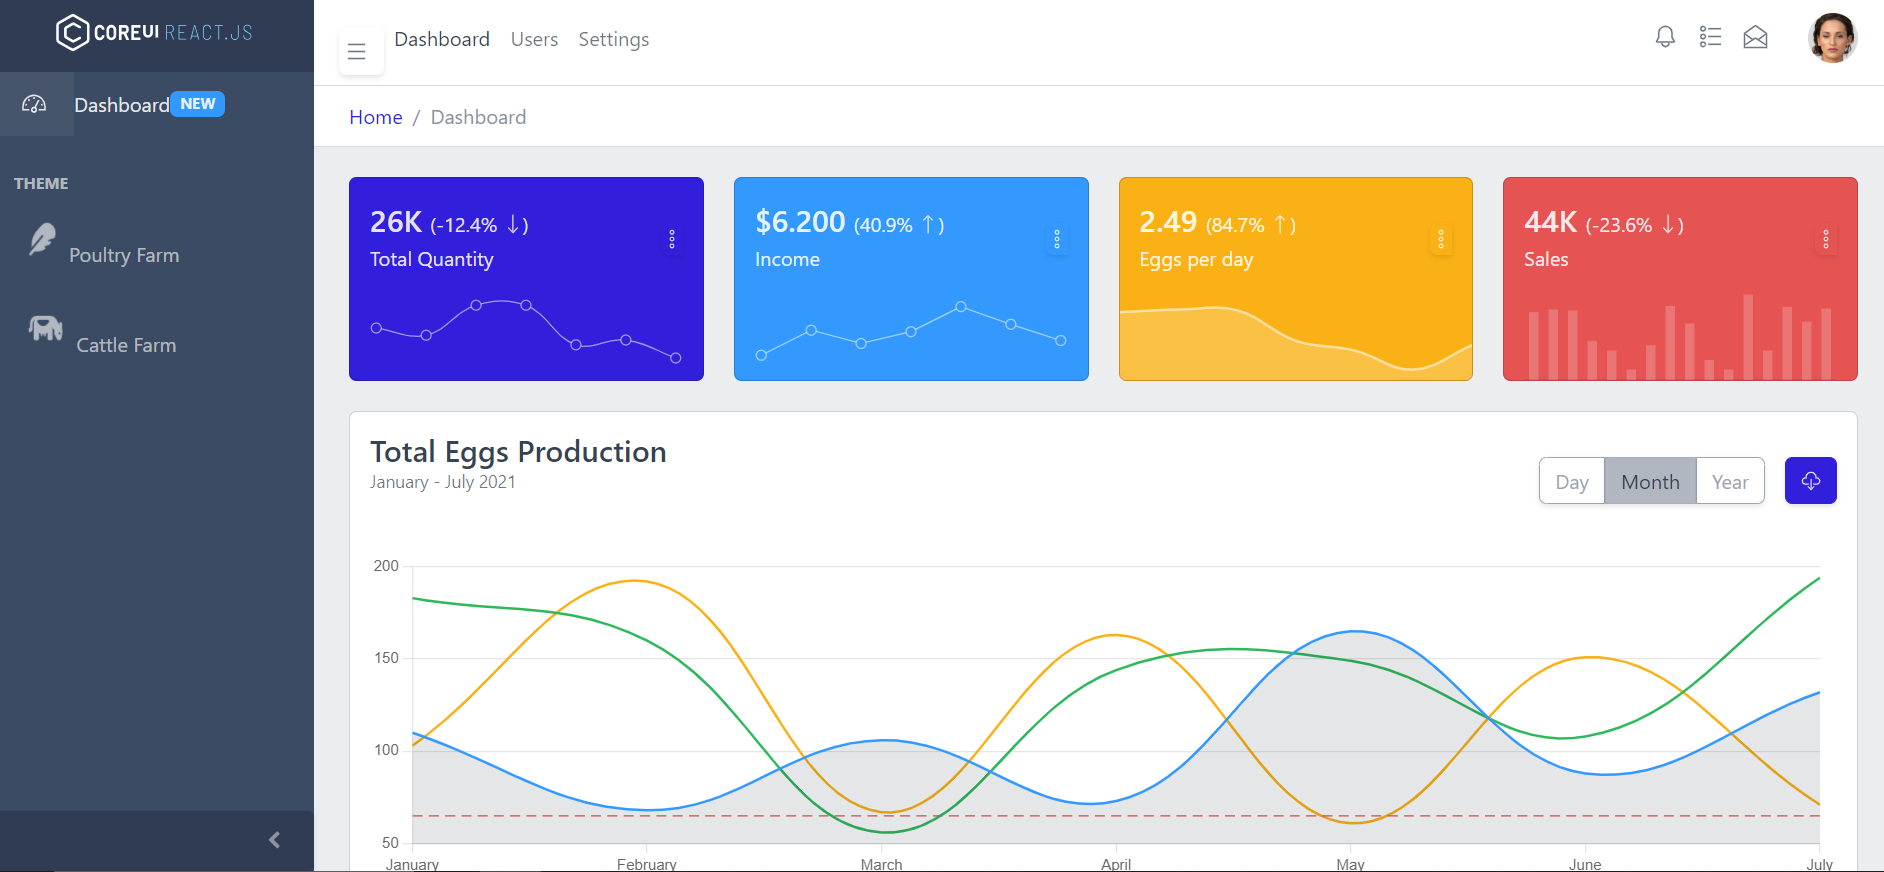 COREUI REACT.JS
Dashboard NEW
THEME
Poultry Farm
Cattle Farm
Dashboard Users Settings
Home / Dashboard
26K (-12.4% ↓)
Total Quantity
$6.200 (40.9% ↑)
Income
2.49 (84.7% ↑)
Eggs per day
44K (-23.6% ↓)
Sales
Total Eggs Production
January - July 2021
Day Month Year
200
150
100
50
January February March April May June July